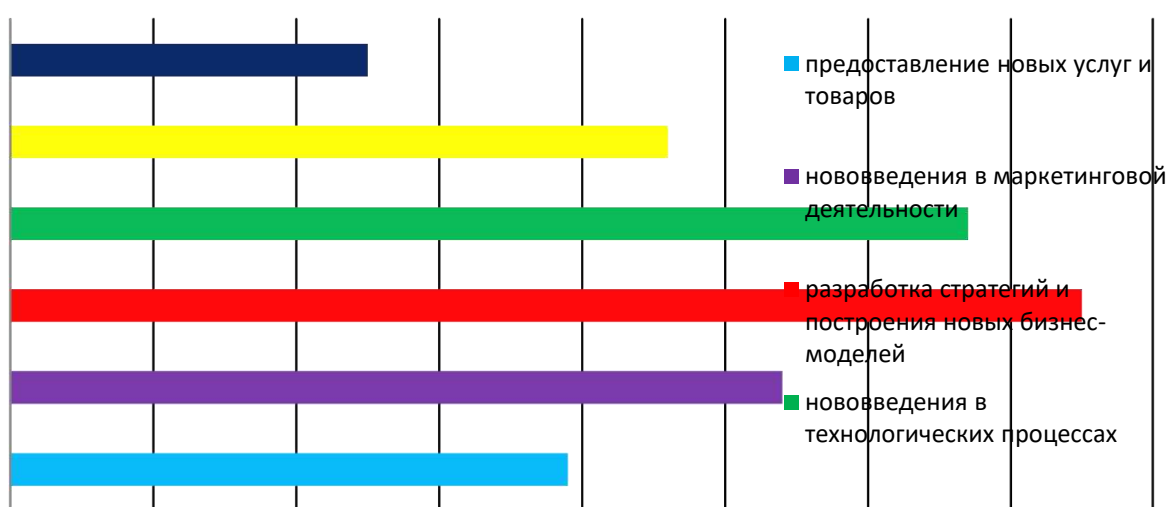 предоставление новых услуг и
товаров
нововведения в маркетинговой
деятельности
разработка стратегий и
построения новых бизнес-
моделей
нововведения в
технологических процессах